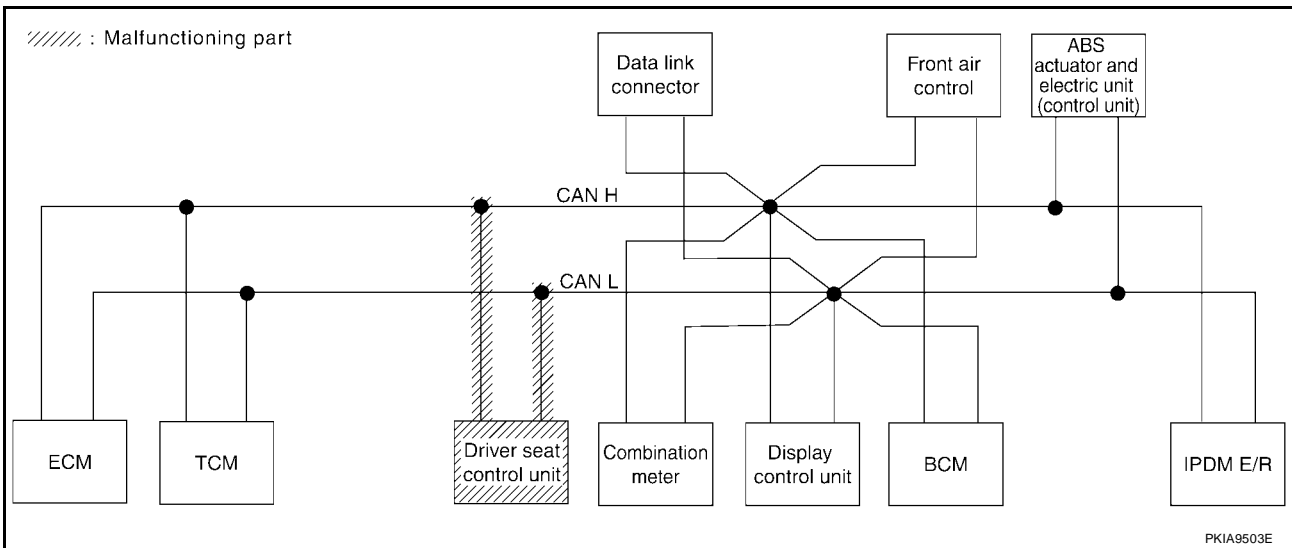 : Malfunctioning part
Data link
connector
Front air
control
ABS
actuator and
electric unit
(control unit)
CAN H
CAN L
ECM
TCM
Driver seat
control unit
Combination
meter
Display
control unit
BCM
IPDM E/R
PKIA9503E